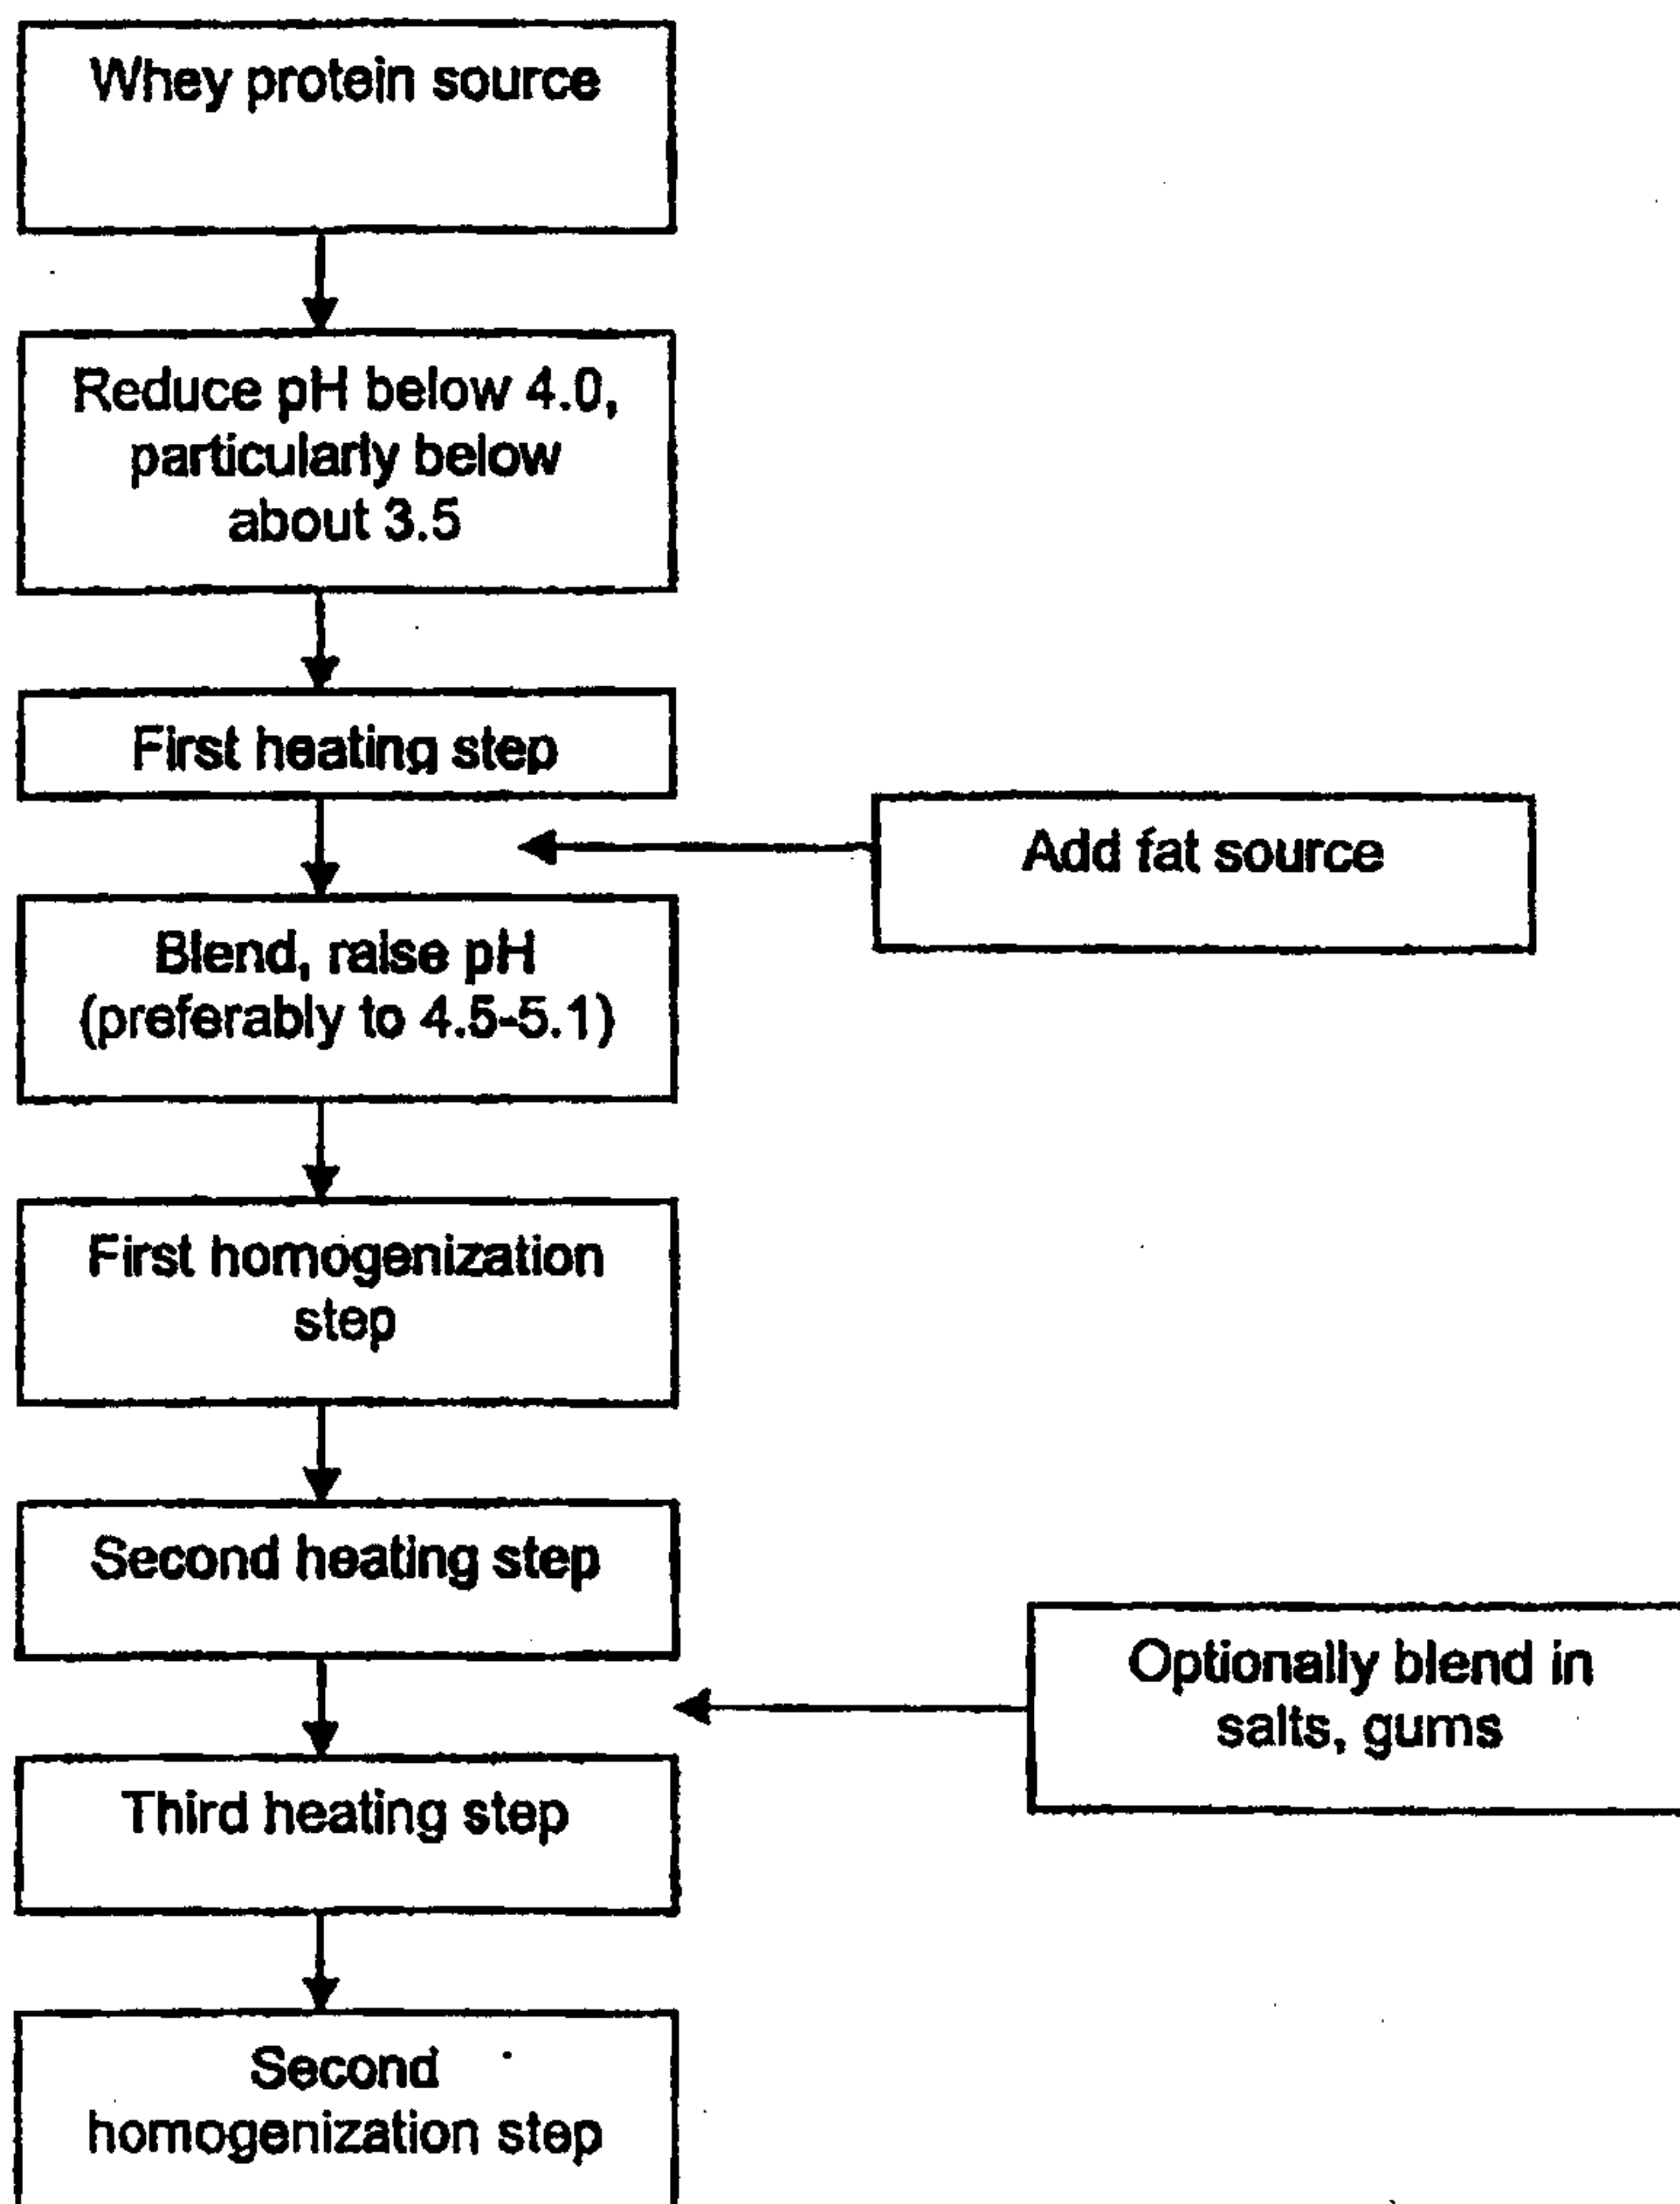 Whey protein source
Reduce pH below 4.0,
particularly below
about 3.5
First heating step
Add fat source
Blend, raise pH
(preferably to 4.5-5.1)
First homogenization
step
Second heating step
Optionally blend in
salts, gums
Third heating step
Second
homogenization step